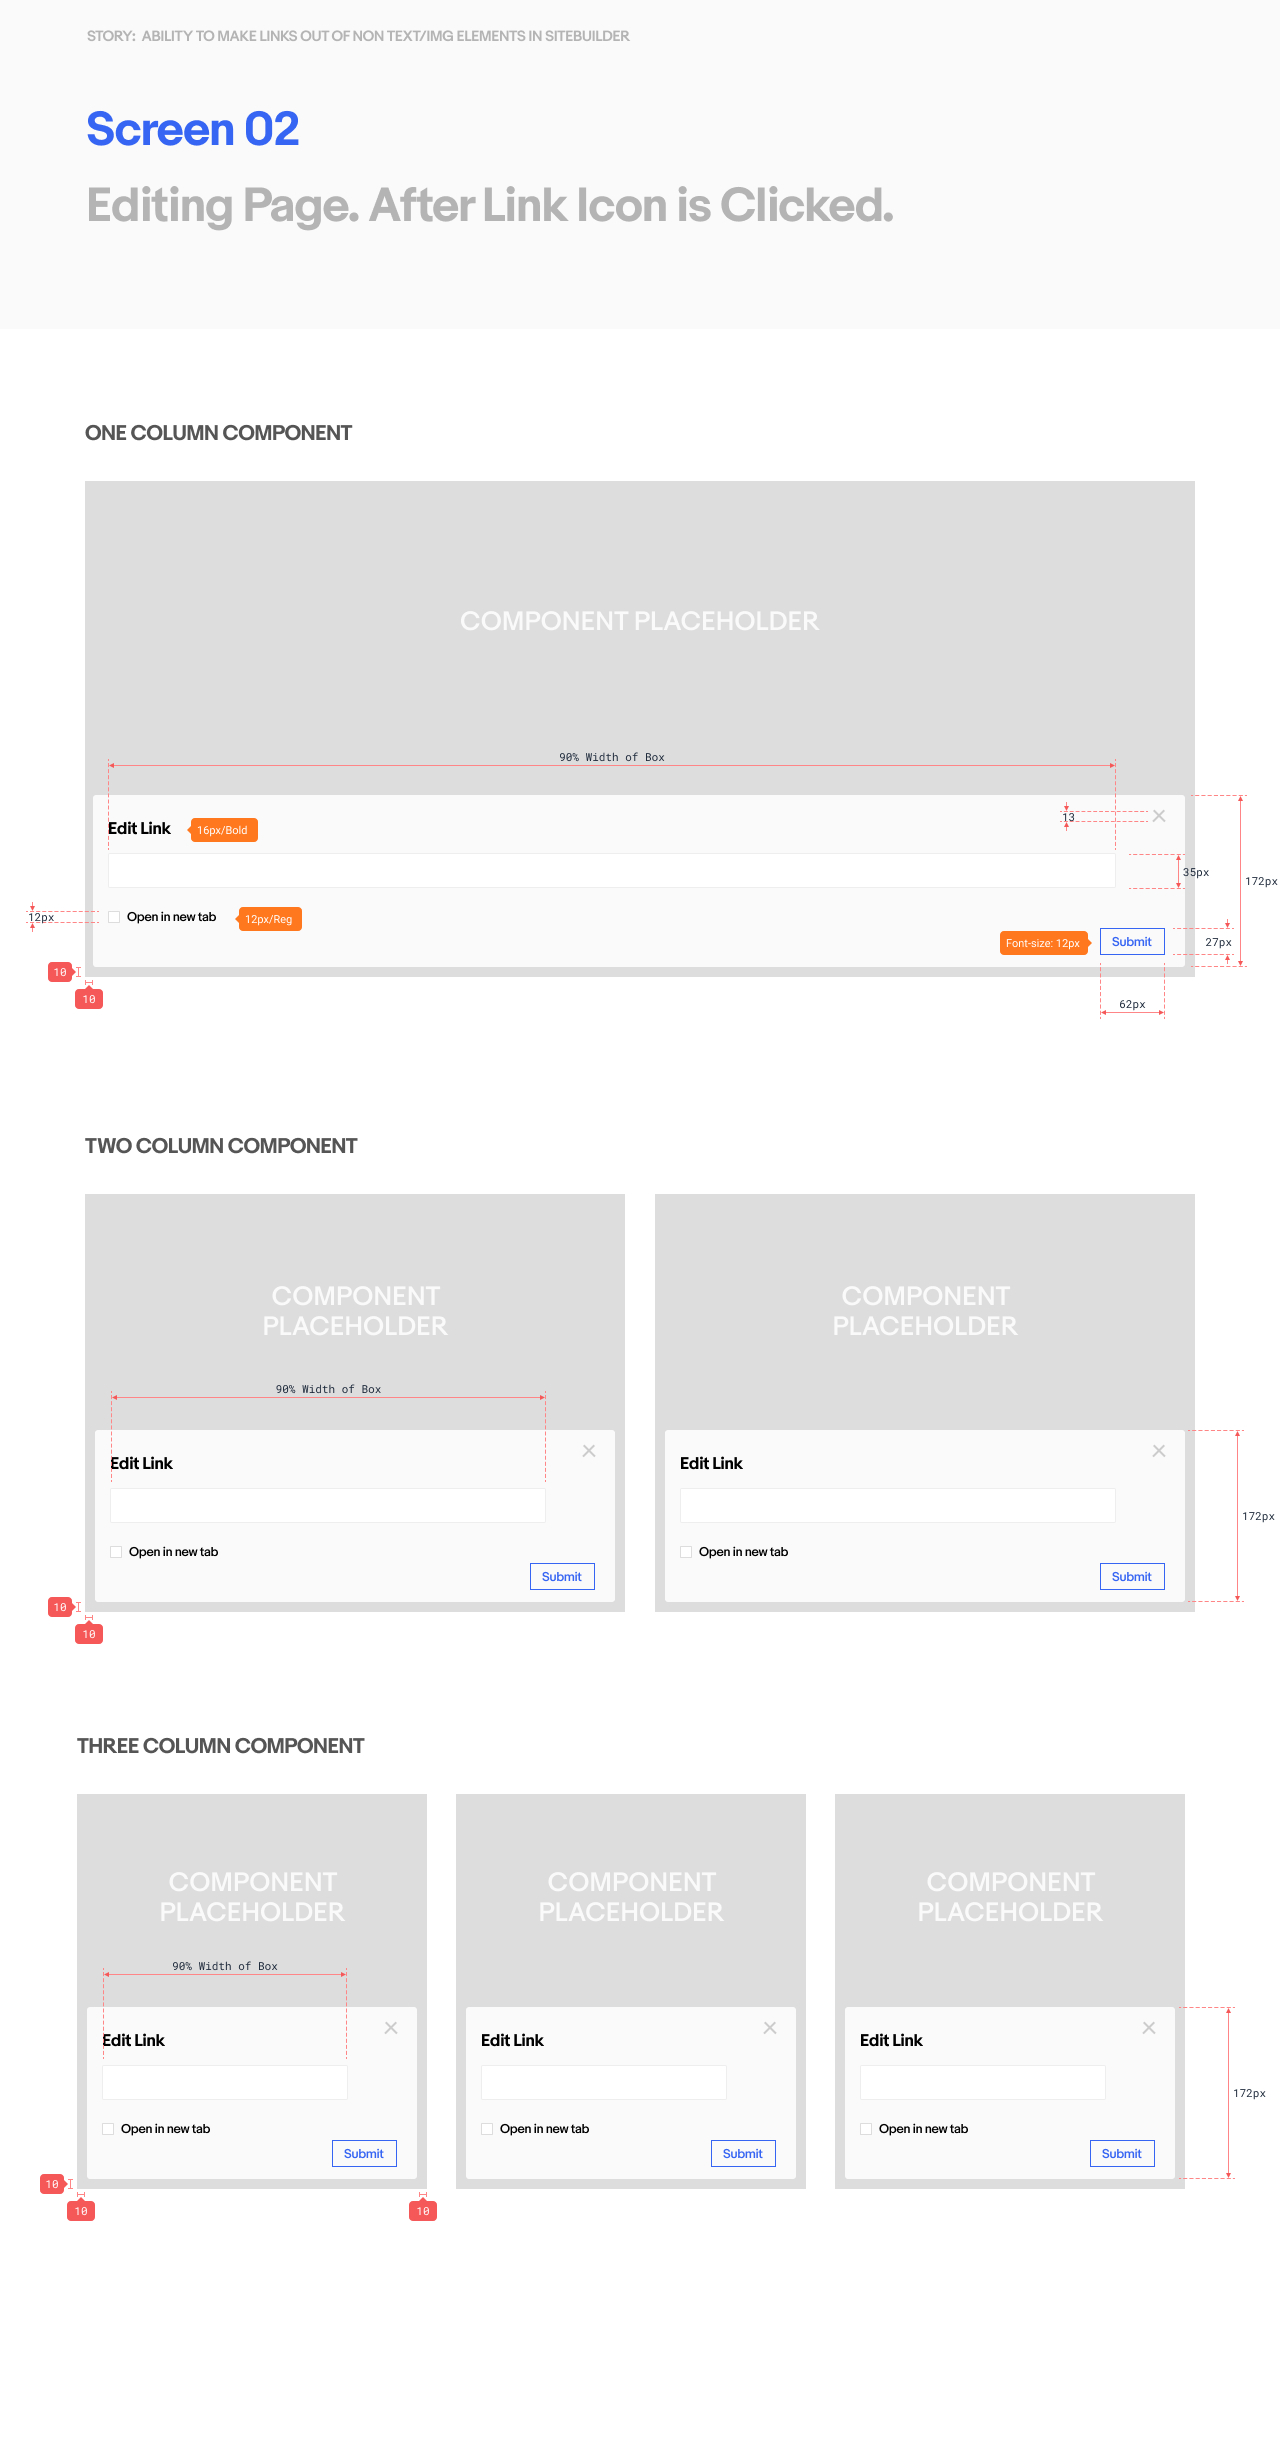 STORY:  ABILITY TO MAKE LINKS OUT OF NON TEXT/IMG ELEMENTS IN SITEBUILDER
Screen 02
Editing Page. After Link Icon is Clicked.
ONE COLUMN COMPONENT
COMPONENT PLACEHOLDER
90% Width of Box
Edit Link
16px/Bold
13
35px
172px
12px
Open in new tab
12px/Reg
Font-size: 12px
Submit
27px
10
10
62px
TWO COLUMN COMPONENT
COMPONENT
PLACEHOLDER
COMPONENT
PLACEHOLDER
90% Width of Box
Edit Link
Open in new tab
Submit
Edit Link
Open in new tab
Submit
172px
10
10
THREE COLUMN COMPONENT
COMPONENT
PLACEHOLDER
COMPONENT
PLACEHOLDER
COMPONENT
PLACEHOLDER
90% Width of Box
Edit Link
Open in new tab
Submit
Edit Link
Open in new tab
Submit
Edit Link
Open in new tab
Submit
172px
10
10
10